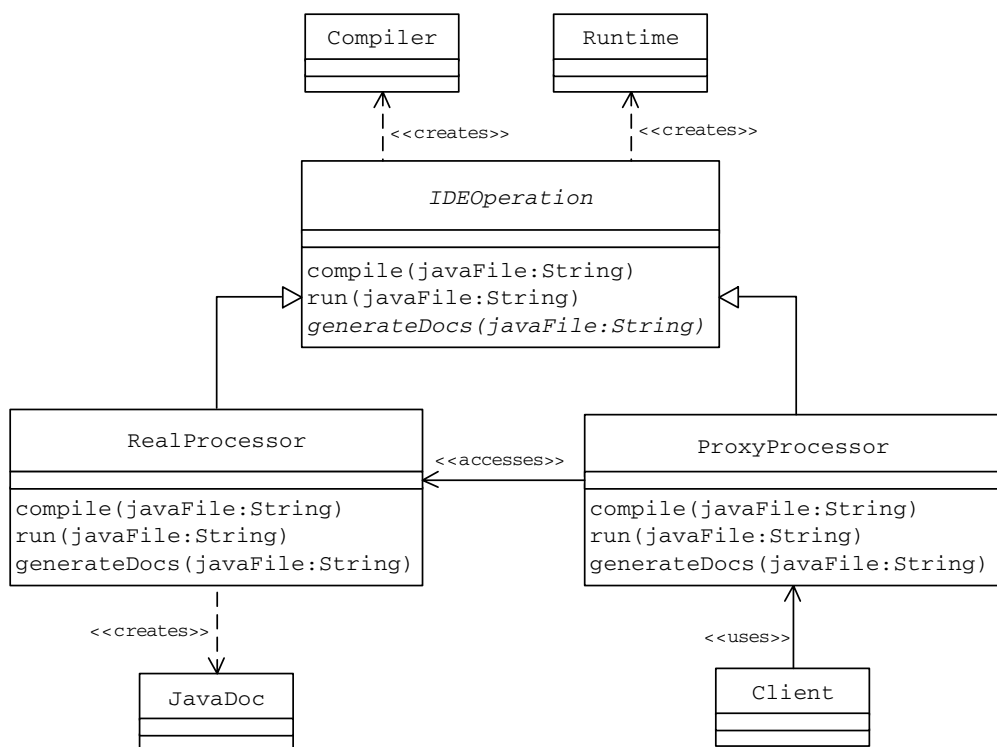 Compiler
Runtime
<<creates>>
<<creates>>
IDEOperation
compile(javaFile:String)
run(javaFile:String)
generateDocs(javaFile:String)
RealProcessor
compile(javaFile:String)
run(javaFile:String)
generateDocs(javaFile:String)
<<accesses>>
ProxyProcessor
compile(javaFile:String)
run(javaFile:String)
generateDocs(javaFile:String)
<<creates>>
<<uses>>
JavaDoc
Client